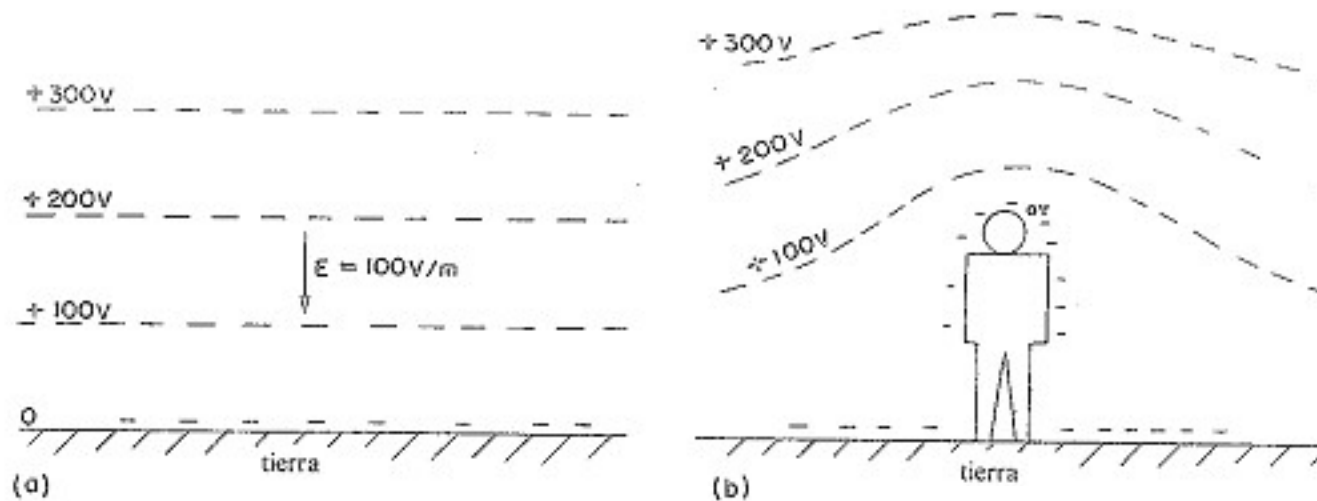 +300V
+200V
E = 100V/m
+100V
0
tierra
(a)
+300V
+200V
+100V
0V
tierra
(b)